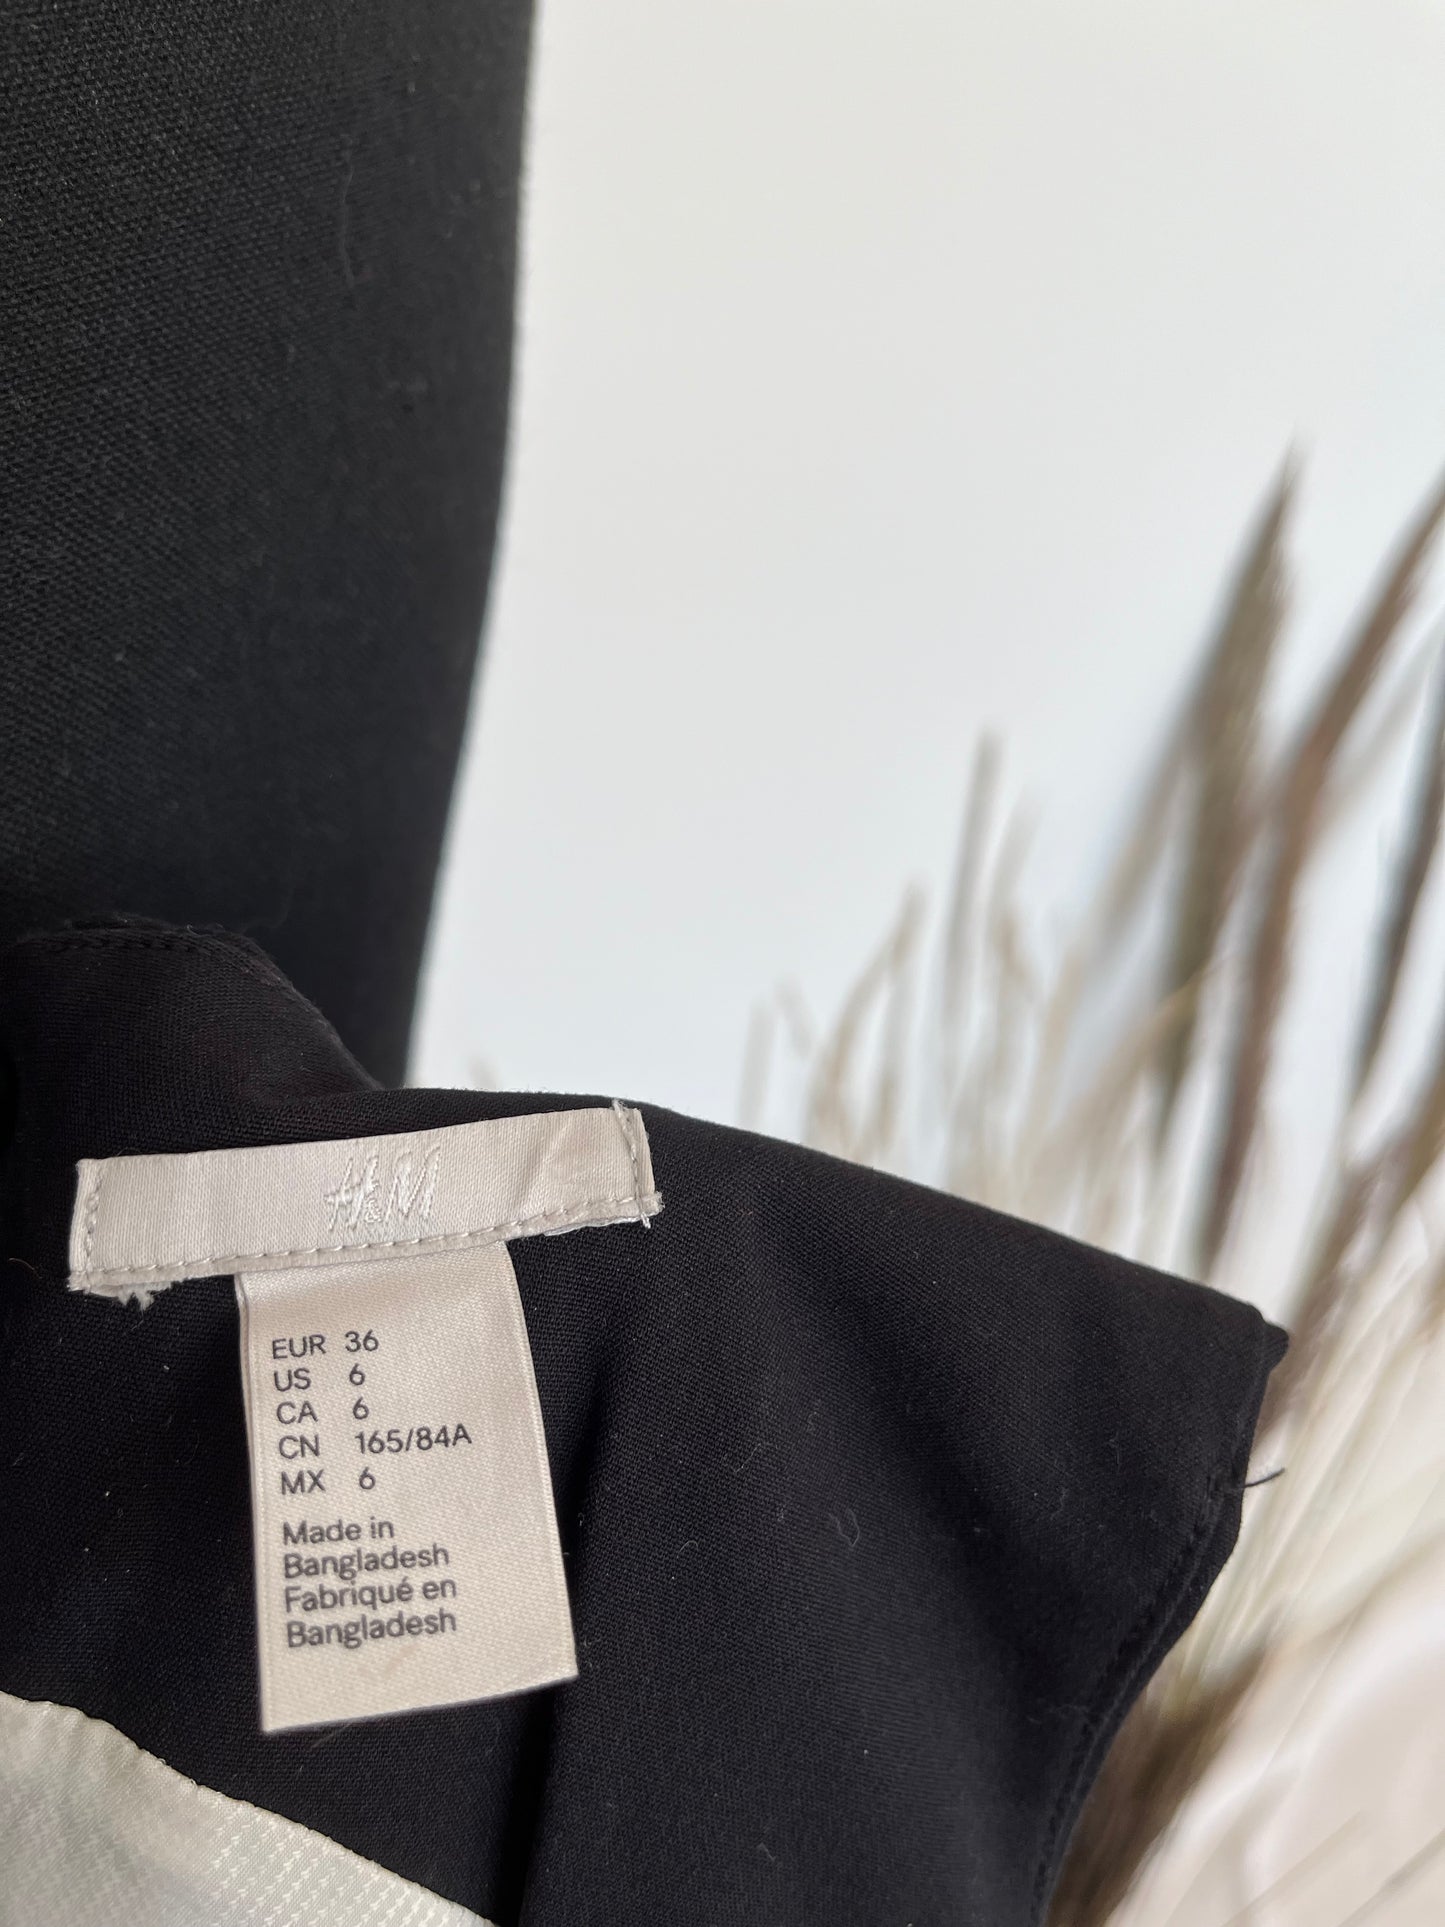 H&M
EUR 36
US 6
CA 6
CN 165/84A
MX 6
Made in
Bangladesh
Fabriqué en
Bangladesh